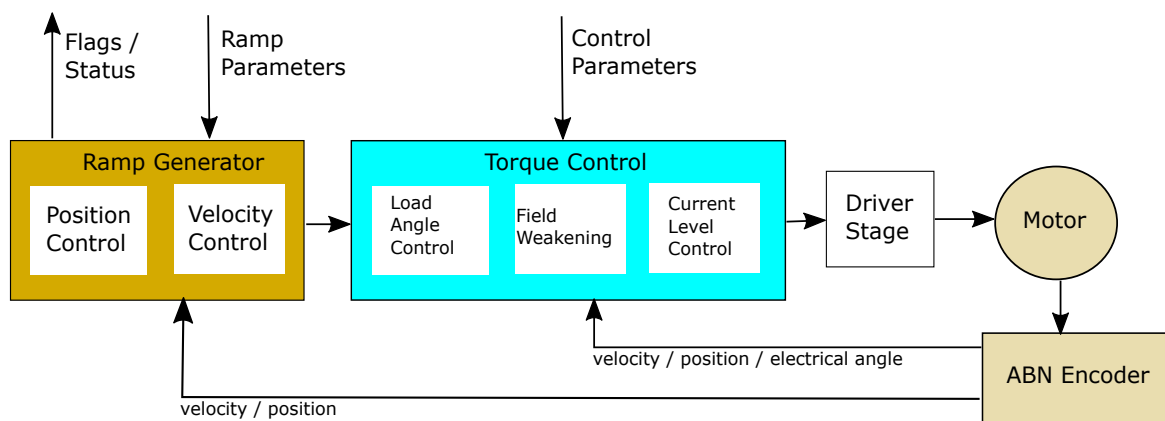 Flags /
Status
Ramp
Parameters
Control
Parameters
Ramp Generator
Position
Control
Velocity
Control
Torque Control
Load
Angle
Control
Field
Weakening
Current
Level
Control
Driver
Stage
Motor
velocity / position / electrical angle
ABN Encoder
velocity / position